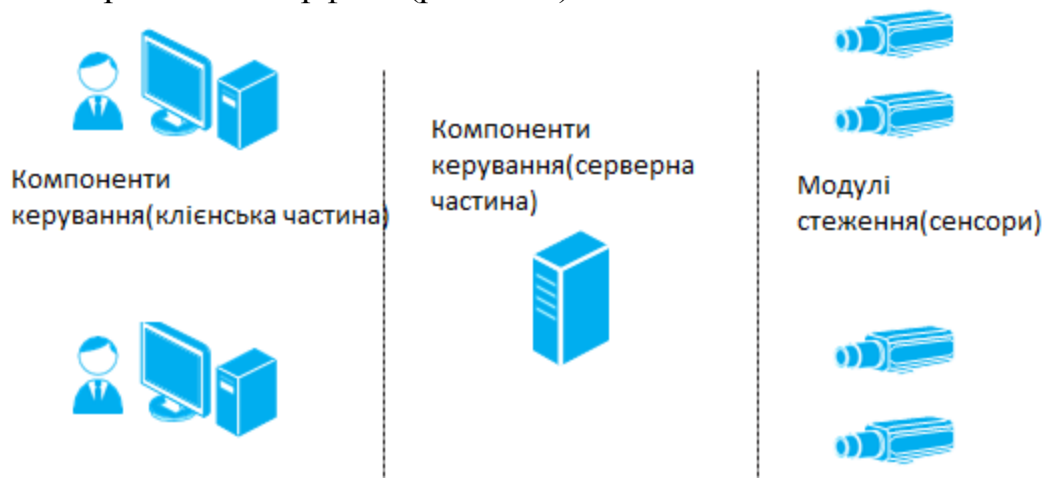 Компоненти
керування(клієнська частина)
Компоненти
керування(серверна
частина)
Модулі
стеження(сенсори)